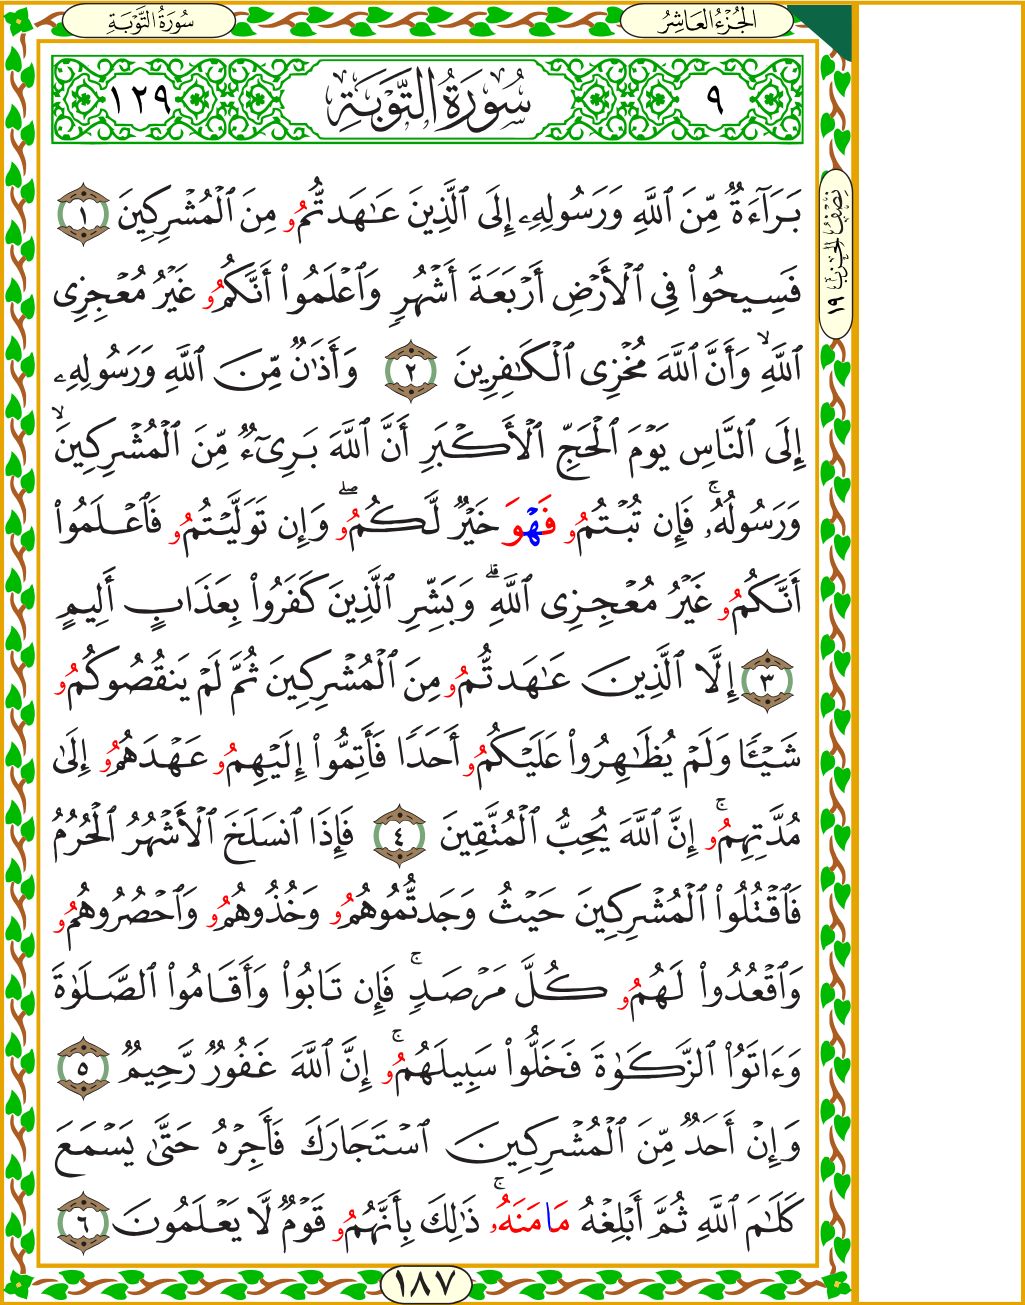 سُورَةُ التَّوْبَةِ
الجُزْءُ العَاشِرُ
١٢٩ سُورَةُ التَّوْبَةِ ٩
نِصْفُ الحِزْبِ ١٩
بَرَآءَةٌ مِّنَ ٱللَّهِ وَرَسُولِهِۦٓ إِلَى ٱلَّذِينَ عَٰهَدتُّمُو مِنَ ٱلْمُشْرِكِينَ ١
فَسِيحُوا۟ فِى ٱلْأَرْضِ أَرْبَعَةَ أَشْهُرٍ وَٱعْلَمُوٓا۟ أَنَّكُمُو غَيْرُ مُعْجِزِى
ٱللَّهِ ۙ وَأَنَّ ٱللَّهَ مُخْزِى ٱلْكَٰفِرِينَ ٢ وَأَذَٰنٌ مِّنَ ٱللَّهِ وَرَسُولِهِۦٓ
إِلَى ٱلنَّاسِ يَوْمَ ٱلْحَجِّ ٱلْأَكْبَرِ أَنَّ ٱللَّهَ بَرِىٓءٌ مِّنَ ٱلْمُشْرِكِينَ ۙ
وَرَسُولُهُۥ ۚ فَإِن تُبْتُمُو فَهْوَ خَيْرٌ لَّكُمُو ۖ وَإِن تَوَلَّيْتُمُو فَٱعْلَمُوٓا۟
أَنَّكُمُو غَيْرُ مُعْجِزِى ٱللَّهِ ۗ وَبَشِّرِ ٱلَّذِينَ كَفَرُوا۟ بِعَذَابٍ أَلِيمٍ
٣ إِلَّا ٱلَّذِينَ عَٰهَدتُّمُو مِنَ ٱلْمُشْرِكِينَ ثُمَّ لَمْ يَنقُصُوكُمُو
شَيْـًٔا وَلَمْ يُظَٰهِرُوا۟ عَلَيْكُمُو أَحَدًا فَأَتِمُّوٓا۟ إِلَيْهِمُو عَهْدَهُمُو إِلَىٰ
مُدَّتِهِمُو ۚ إِنَّ ٱللَّهَ يُحِبُّ ٱلْمُتَّقِينَ ٤ فَإِذَا ٱنسَلَخَ ٱلْأَشْهُرُ ٱلْحُرُمُ
فَٱقْتُلُوا۟ ٱلْمُشْرِكِينَ حَيْثُ وَجَدتُّمُوهُمُو وَخُذُوهُمُو وَٱحْصُرُوهُمُو
وَٱقْعُدُوا۟ لَهُمُو كُلَّ مَرْصَدٍ ۚ فَإِن تَابُوا۟ وَأَقَامُوا۟ ٱلصَّلَوٰةَ
وَءَاتَوُا۟ ٱلزَّكَوٰةَ فَخَلُّوا۟ سَبِيلَهُمُو ۚ إِنَّ ٱللَّهَ غَفُورٌ رَّحِيمٌ ٥
وَإِنْ أَحَدٌ مِّنَ ٱلْمُشْرِكِينَ ٱسْتَجَارَكَ فَأَجِرْهُ حَتَّىٰ يَسْمَعَ
كَلَٰمَ ٱللَّهِ ثُمَّ أَبْلِغْهُ مَامَنَهُۥ ۚ ذَٰلِكَ بِأَنَّهُمُو قَوْمٌ لَّا يَعْلَمُونَ ٦
١٨٧